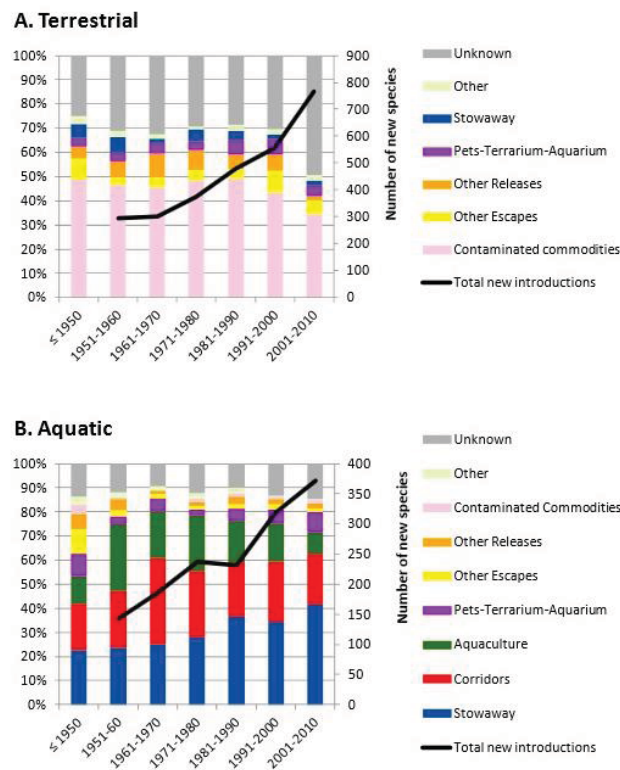 A. Terrestrial
100%
90%
80%
70%
60%
50%
40%
30%
20%
10%
0%
900
800
700
600
500
400
300
200
100
0
Number of new species
≤ 1950
1951-1960
1961-1970
1971-1980
1981-1990
1991-2000
2001-2010
Unknown
Other
Stowaway
Pets-Terrarium-Aquarium
Other Releases
Other Escapes
Contaminated commodities
Total new introductions
B. Aquatic
100%
90%
80%
70%
60%
50%
40%
30%
20%
10%
0%
400
350
300
250
200
150
100
50
0
Number of new species
≤ 1950
1951-60
1961-1970
1971-1980
1981-1990
1991-2000
2001-2010
Unknown
Other
Contaminated Commodities
Other Releases
Other Escapes
Pets-Terrarium-Aquarium
Aquaculture
Corridors
Stowaway
Total new introductions